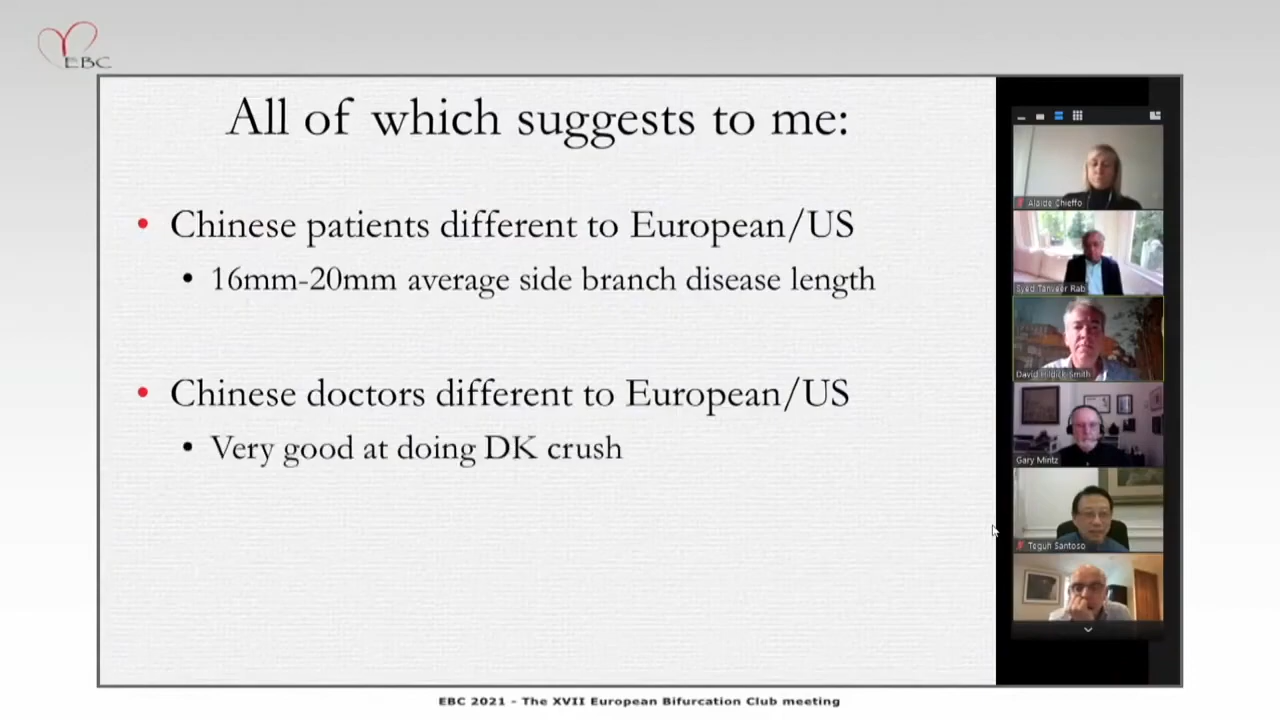 EBC
All of which suggests to me:
• Chinese patients different to European/US
• 16mm-20mm average side branch disease length
• Chinese doctors different to European/US
• Very good at doing DK crush
Alaide Chieffo
Syed Tanveer Rab
David Hildick-Smith
Gary Mintz
Teguh Santoso
EBC 2021 - The XVII European Bifurcation Club meeting